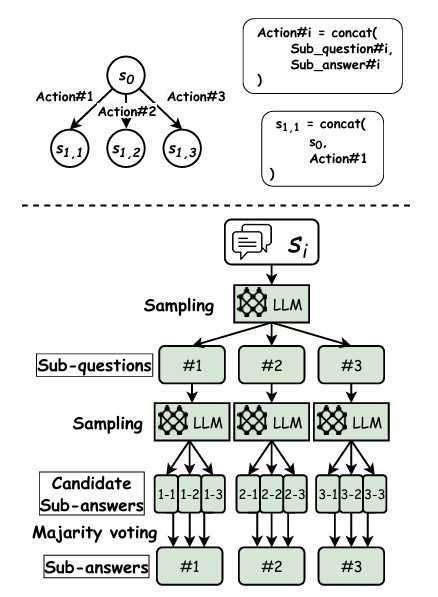 Action#i = concat(
Sub_question#i,
Sub_answer#i
)
s0
Action#1
Action#2
Action#3
s1,1
s1,2
s1,3
s1,1 = concat(
s0,
Action#1
)
Si
Sampling
LLM
Sub-questions
#1
#2
#3
Sampling
LLM
LLM
LLM
Candidate
Sub-answers
1-1
1-2
1-3
2-1
2-2
2-3
3-1
3-2
3-3
Majarity voting
Sub-answers
#1
#2
#3